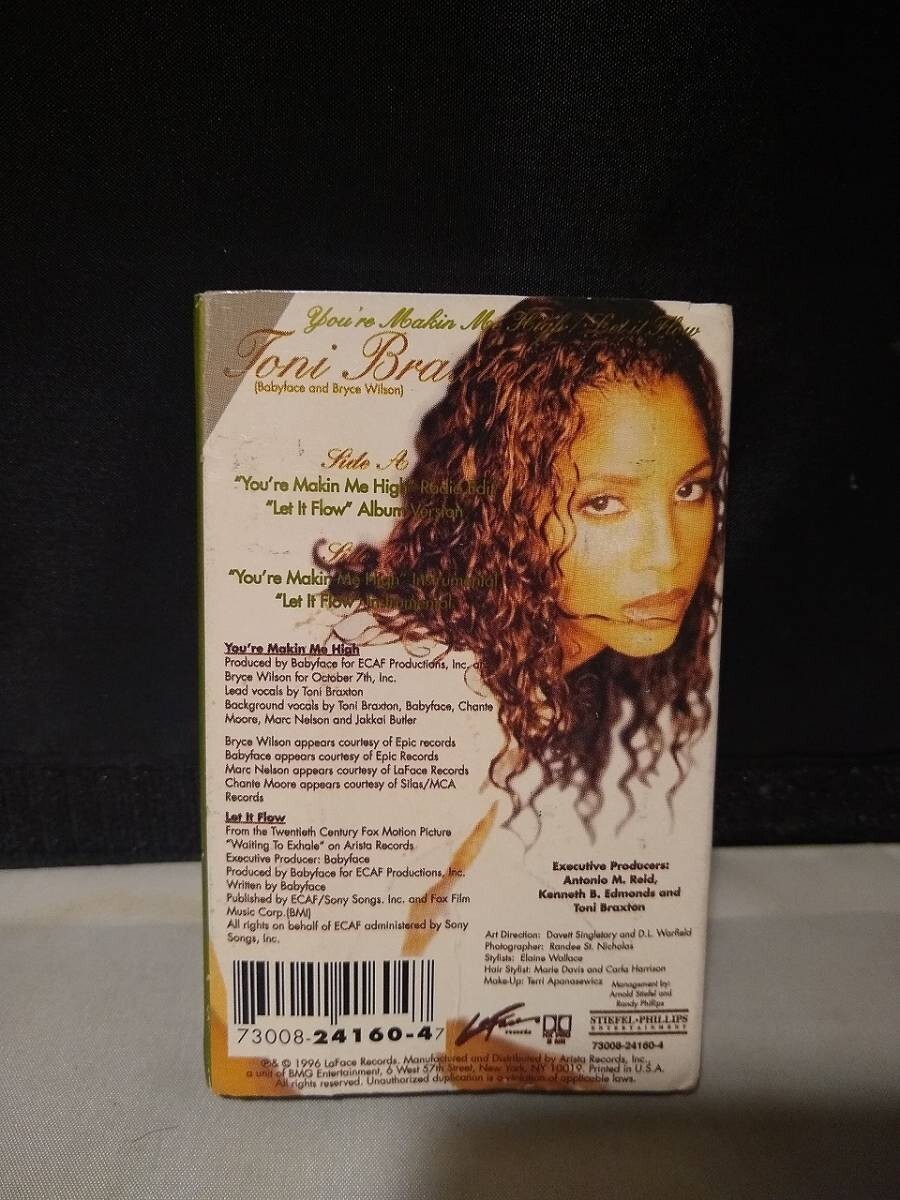 You're Makin Me High / Let it Flow
Toni Braxton
(Babyface and Bryce Wilson)
Side A
"You're Makin Me High" Radio Edit
"Let It Flow" Album Version
Side
"You're Makin Me High" Instrumental
"Let It Flow" Instrumental
You're Makin Me High
Produced by Babyface for ECAF Productions, Inc. and
Bryce Wilson for October 7th, Inc.
Lead vocals by Toni Braxton
Background vocals by Toni Braxton, Babyface, Chante
Moore, Marc Nelson and Jakkai Butler
Bryce Wilson appears courtesy of Epic records
Babyface appears courtesy of Epic Records
Marc Nelson appears courtesy of LaFace Records
Chante Moore appears courtesy of Silas/MCA
Records
Let It Flow
From the Twentieth Century Fox Motion Picture
"Waiting To Exhale" on Arista Records
Executive Producer: Babyface
Produced by Babyface for ECAF Productions, Inc.
Written by Babyface
Published by ECAF/Sony Songs. Inc. and Fox Film
Music Corp.(BMI)
All rights on behalf of ECAF administered by Sony
Songs, Inc.
Executive Producers:
Antonio M. Reid,
Kenneth B. Edmonds and
Toni Braxton
Art Direction: Davett Singletary and D.L. Warfield
Photographer: Randee St. Nicholas
Stylists: Elaine Wallace
Hair Stylist: Marie Davis and Carla Harrison
Make-Up: Terri Apanasewicz
Management by:
Arnold Stiefel and
Randy Phillips
STIEFEL•PHILLIPS
ENTERTAINMENT
73008-24160-4
LaFace
records
73008-24160-47
℗& © 1996 LaFace Records. Manufactured and Distributed by Arista Records, Inc.,
a unit of BMG Entertainment, 6 West 57th Street, New York, NY 10019. Printed in U.S.A.
All rights reserved. Unauthorized duplication is a violation of applicable laws.